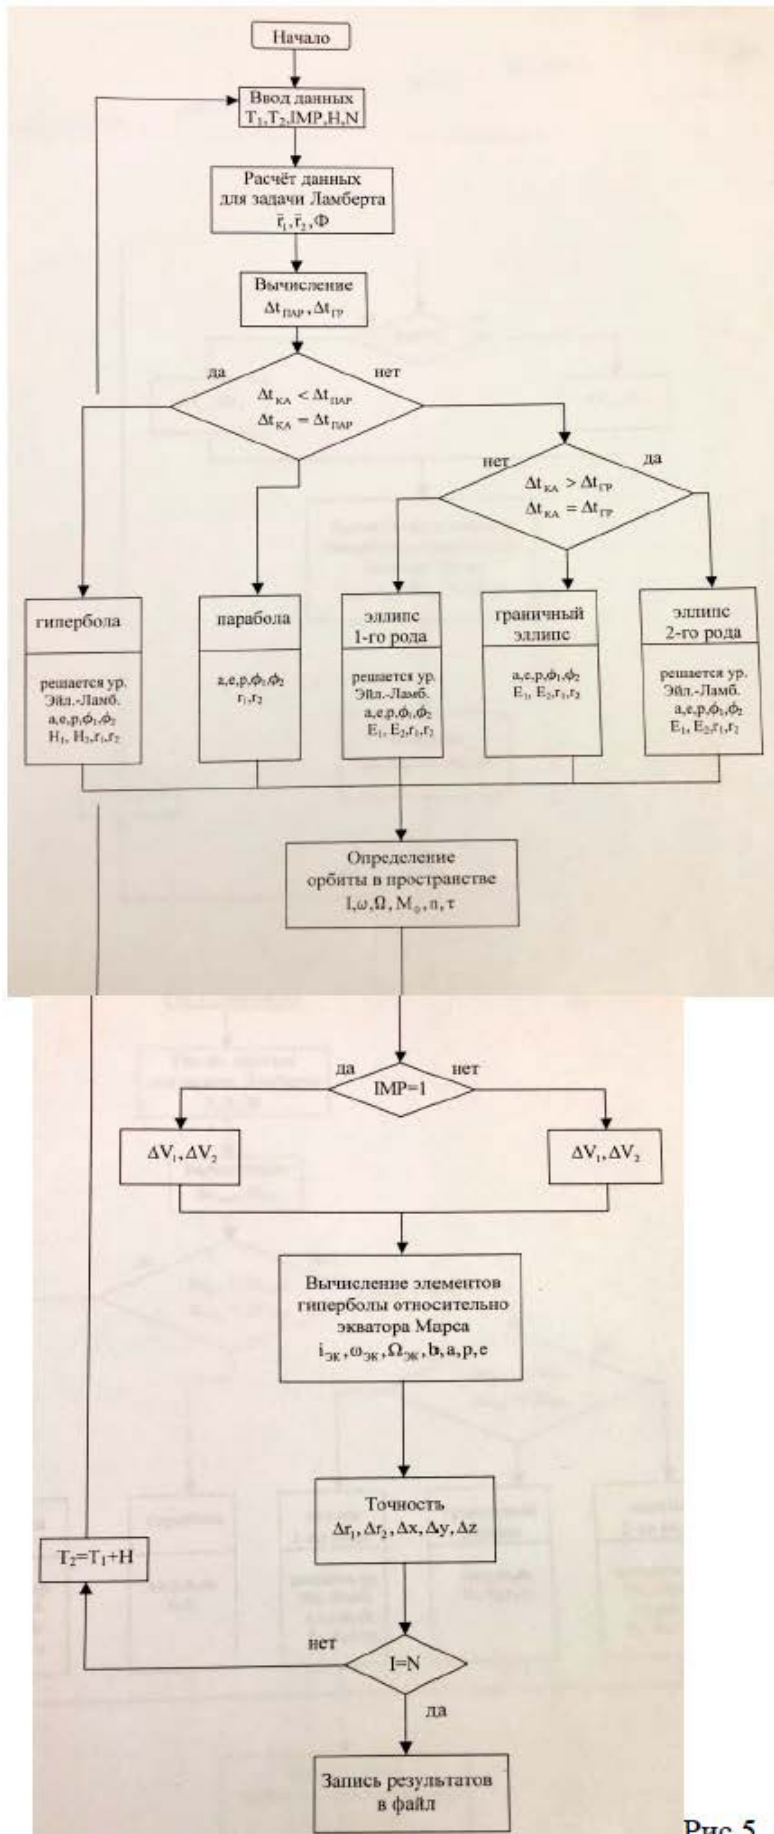 Начало
Ввод данных
T₁,T₂,IMP,H,N
Расчёт данных
для задачи Ламберта
r̄₁,r̄₂,Φ
Вычисление
Δt_ПАР,Δt_ГР
да
нет
Δt_КА < Δt_ПАР
Δt_КА = Δt_ПАР
нет
да
Δt_КА > Δt_ГР
Δt_КА = Δt_ГР
гипербола
решается ур.
Эйл.-Ламб.
a,e,p,ϕ₁,ϕ₂
H₁, H₂,r₁,r₂
парабола
a,e,p,ϕ₁,ϕ₂
r₁,r₂
эллипс
1-го рода
решается ур.
Эйл.-Ламб.
a,e,p,ϕ₁,ϕ₂
E₁, E₂,r₁,r₂
граничный
эллипс
a,e,p,ϕ₁,ϕ₂
E₁, E₂,r₁,r₂
эллипс
2-го рода
решается ур.
Эйл.-Ламб.
a,e,p,ϕ₁,ϕ₂
E₁, E₂,r₁,r₂
Определение
орбиты в пространстве
I,ω,Ω,M₀,n,τ
да
нет
IMP=1
ΔV₁,ΔV₂
ΔV₁,ΔV₂
Вычисление элементов
гиперболы относительно
экватора Марса
i_ЭК,ω_ЭК,Ω_ЭК,b,a,p,e
Точность
Δr₁,Δr₂,Δx,Δy,Δz
T₂=T₁+H
нет
I=N
да
Запись результатов
в файл
Рис 5